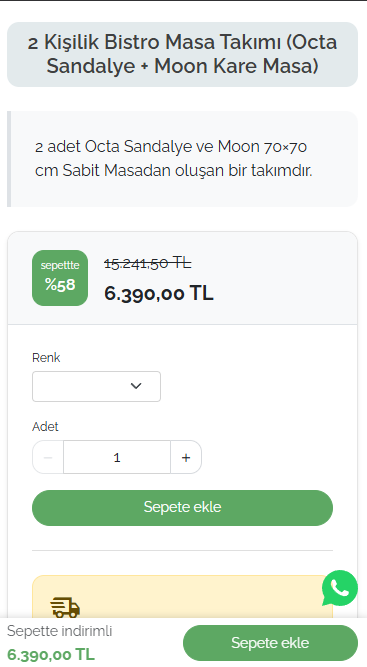 2 Kişilik Bistro Masa Takımı (Octa
Sandalye + Moon Kare Masa)
2 adet Octa Sandalye ve Moon 70×70
cm Sabit Masadan oluşan bir takımdır.
sepettte
%58
15.241,50 TL
6.390,00 TL
Renk
Adet
− 1 +
Sepete ekle
Sepette indirimli
6.390,00 TL
Sepete ekle